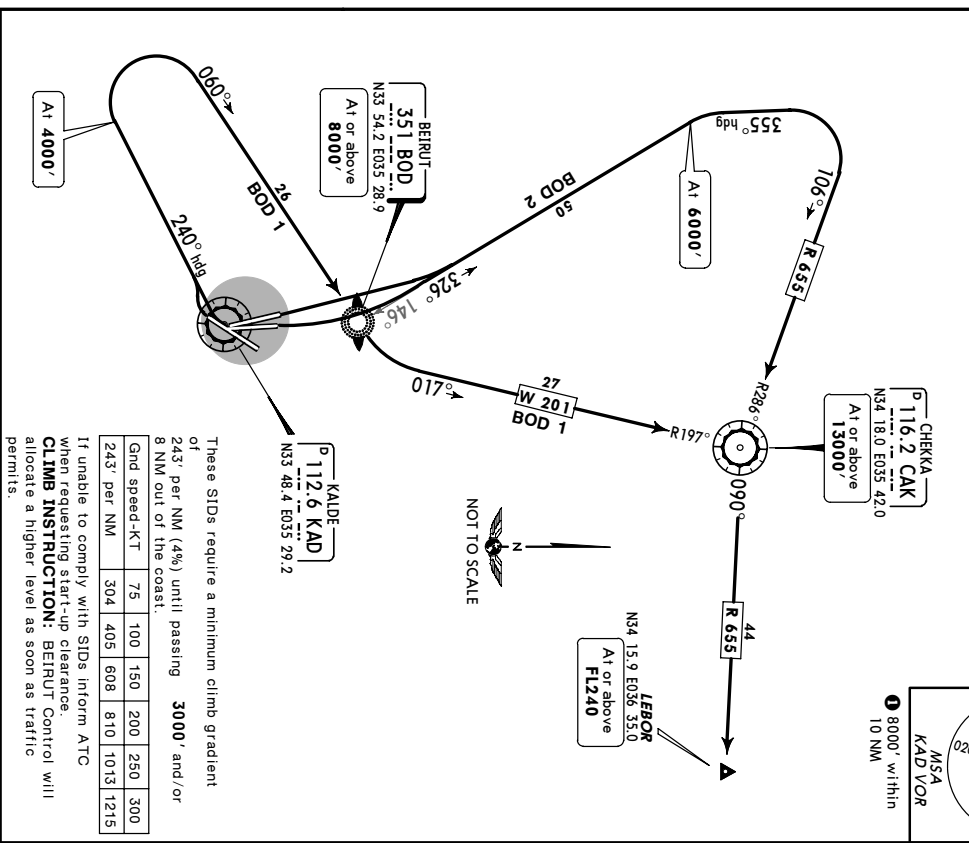 MSA
KAD VOR
020
❶ 8000' within
10 NM
060°
26
BOD 1
At 4000'
240° hdg
BEIRUT
351 BOD
N33 54.2 E035 28.9
At or above
8000'
355° hdg
At 6000'
BOD 2
50
326°
146°
106°
R 655
R286°
CHEKKA
D 116.2 CAK
N34 18.0 E035 42.0
At or above
13000'
017°
27
W 201
BOD 1
R197°
090°
44
R 655
LEBOR
N34 15.9 E036 35.0
At or above
FL240
NOT TO SCALE
N
KALDE
D 112.6 KAD
N33 48.4 E035 29.2
These SIDs require a minimum climb gradient
of
243' per NM (4%) until passing 3000' and/or
8 NM out of the coast.
Gnd speed-KT 75 100 150 200 250 300
243' per NM 304 405 608 810 1013 1215
If unable to comply with SIDs inform ATC
when requesting start-up clearance.
CLIMB INSTRUCTION: BEIRUT Control will
allocate a higher level as soon as traffic
permits.